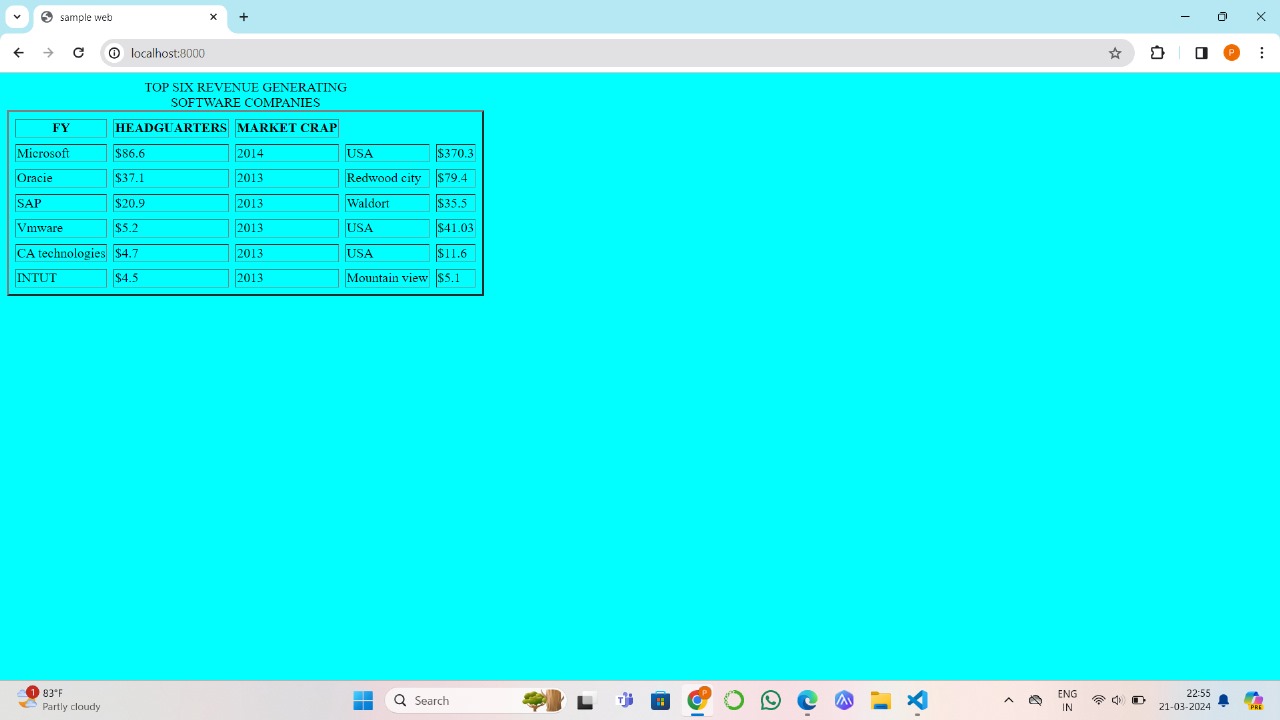 sample web
localhost:8000
P
TOP SIX REVENUE GENERATING
SOFTWARE COMPANIES
FY HEADGUARTERS MARKET CRAP
Microsoft $86.6 2014 USA $370.3
Oracie $37.1 2013 Redwood city $79.4
SAP $20.9 2013 Waldort $35.5
Vmware $5.2 2013 USA $41.03
CA technologies $4.7 2013 USA $11.6
INTUT $4.5 2013 Mountain view $5.1
1
83°F
Partly cloudy
Search
P
ENG
IN
22:55
21-03-2024
PRE